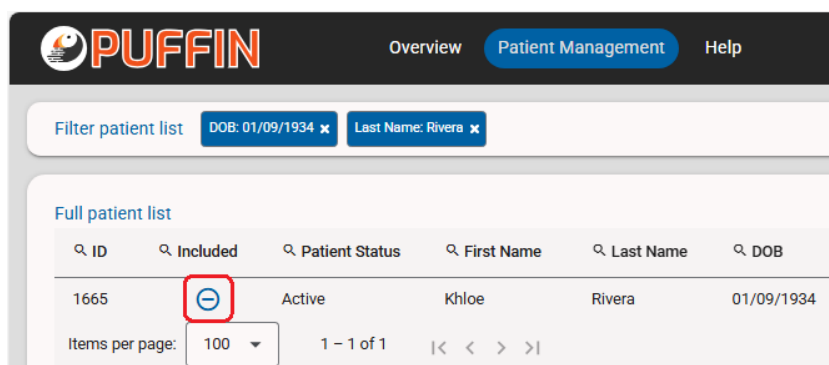 PUFFIN Overview Patient Management Help
Filter patient list DOB: 01/09/1934 × Last Name: Rivera ×
Full patient list
ID Included Patient Status First Name Last Name DOB
1665 Active Khloe Rivera 01/09/1934
Items per page: 100 1 – 1 of 1